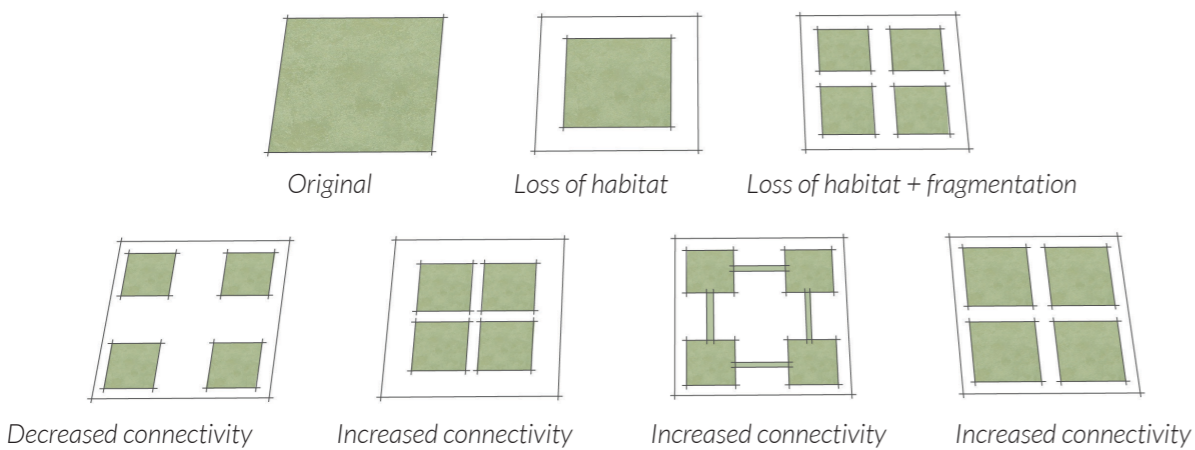 Original
Loss of habitat
Loss of habitat + fragmentation
Decreased connectivity
Increased connectivity
Increased connectivity
Increased connectivity